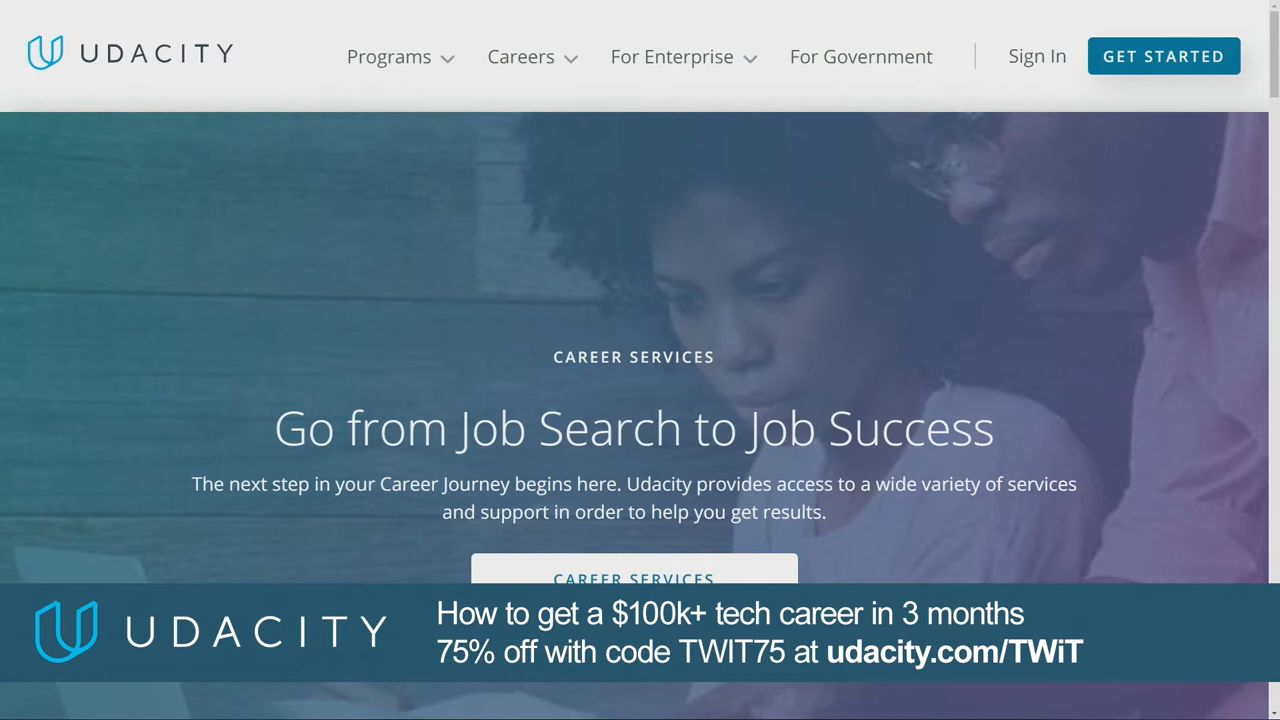 UDACITY
Programs
Careers
For Enterprise
For Government
Sign In
GET STARTED
CAREER SERVICES
Go from Job Search to Job Success
The next step in your Career Journey begins here. Udacity provides access to a wide variety of services
and support in order to help you get results.
CAREER SERVICES
UDACITY
How to get a $100k+ tech career in 3 months
75% off with code TWIT75 at udacity.com/TWiT